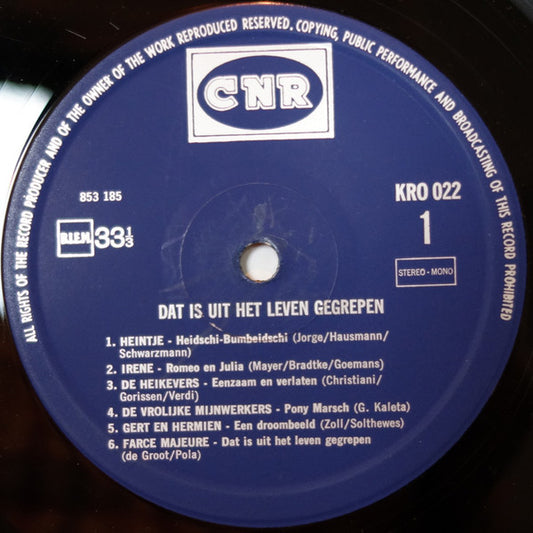 ALL RIGHTS OF THE RECORD PRODUCER AND OF THE OWNER OF THE WORK REPRODUCED RESERVED. COPYING, PUBLIC PERFORMANCE AND BROADCASTING OF THIS RECORD PROHIBITED
CNR
853 185
KRO 022
B.I.E.M.
33⅓
1
STEREO - MONO
DAT IS UIT HET LEVEN GEGREPEN
1. HEINTJE - Heidschi-Bumbeidschi (Jorge/Hausmann/
Schwarzmann)
2. IRENE - Romeo en Julia (Mayer/Bradtke/Goemans)
3. DE HEIKEVERS - Eenzaam en verlaten (Christiani/
Gorissen/Verdi)
4. DE VROLIJKE MIJNWERKERS - Pony Marsch (G. Kaleta)
5. GERT EN HERMIEN - Een droombeeld (Zoll/Solthewes)
6. FARCE MAJEURE - Dat is uit het leven gegrepen
(de Groot/Pola)